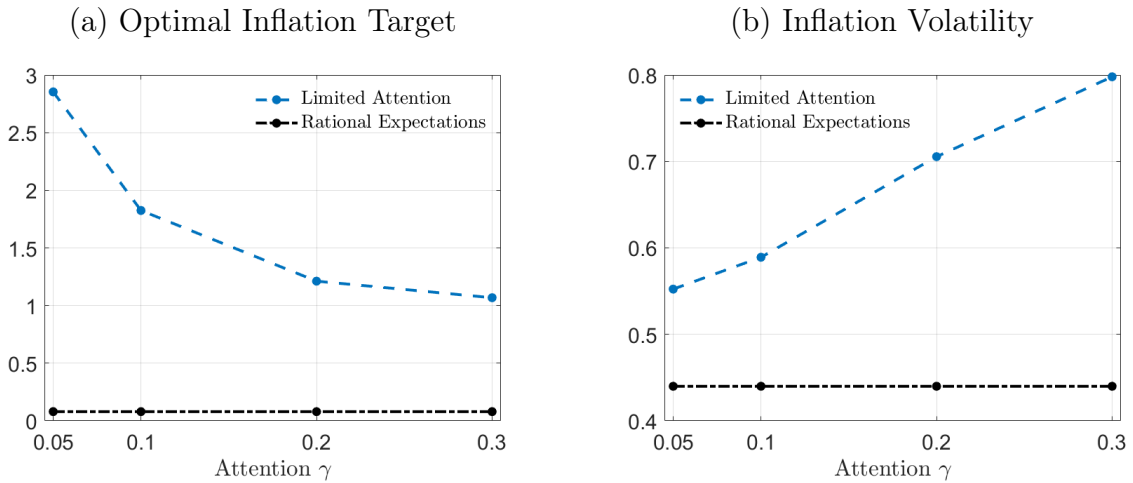 (a) Optimal Inflation Target
3
2.5
2
1.5
1
0.5
0
Limited Attention
Rational Expectations
0.05
0.1
0.2
0.3
Attention γ
(b) Inflation Volatility
0.8
0.7
0.6
0.5
0.4
Limited Attention
Rational Expectations
0.05
0.1
0.2
0.3
Attention γ